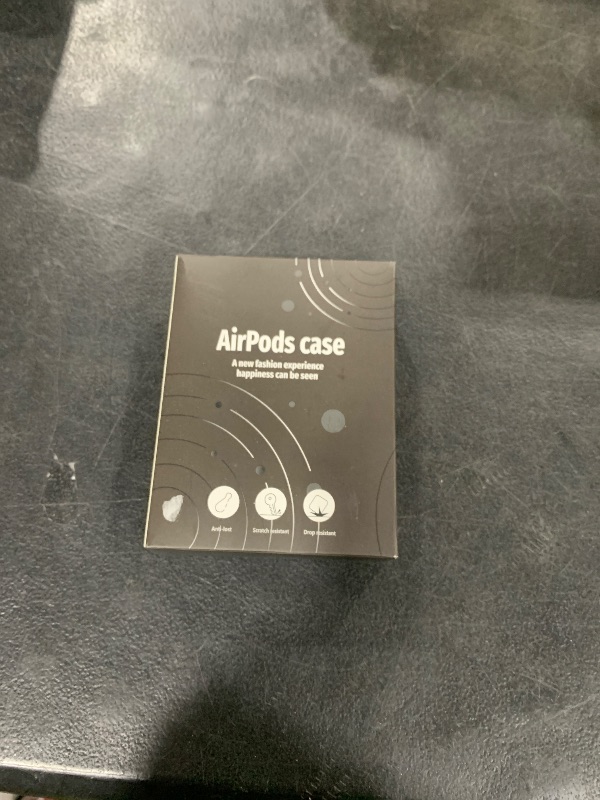 AirPods case
A new fashion experience
happiness can be seen
Anti-lost
Scratch resistant
Drop resistant